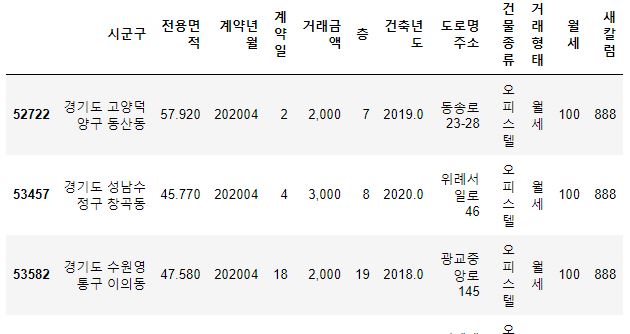 시군구 전용면적 계약년월 계약일 거래금액 층 건축년도 도로명주소 건물종류 거래형태 월세 새칼럼
52722 경기도 고양덕양구 동산동 57.920 202004 2 2,000 7 2019.0 동송로 23-28 오피스텔 월세 100 888
53457 경기도 성남수정구 창곡동 45.770 202004 4 3,000 8 2020.0 위례서일로 46 오피스텔 월세 100 888
53582 경기도 수원영통구 이의동 47.580 202004 18 2,000 19 2018.0 광교중앙로 145 오피스텔 월세 100 888